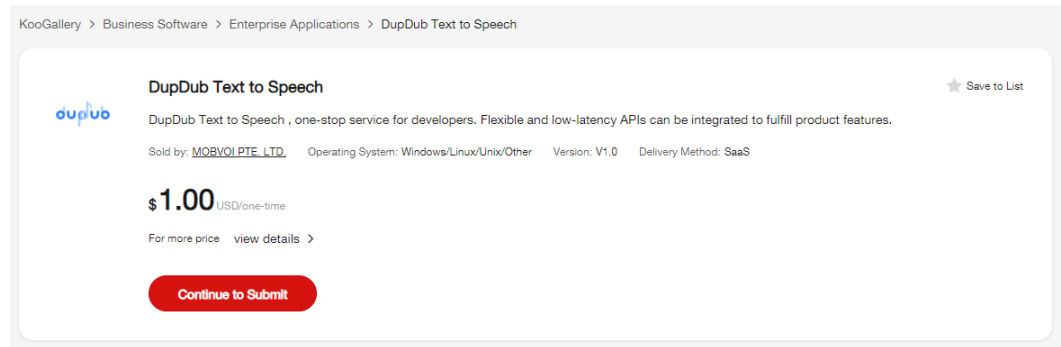 KooGallery > Business Software > Enterprise Applications > DupDub Text to Speech
DupDub Text to Speech
Save to List
dupdub
DupDub Text to Speech , one-stop service for developers. Flexible and low-latency APIs can be integrated to fulfill product features.
Sold by: MOBVOI PTE. LTD. Operating System: Windows/Linux/Unix/Other Version: V1.0 Delivery Method: SaaS
$1.00 USD/one-time
For more price view details >
Continue to Submit